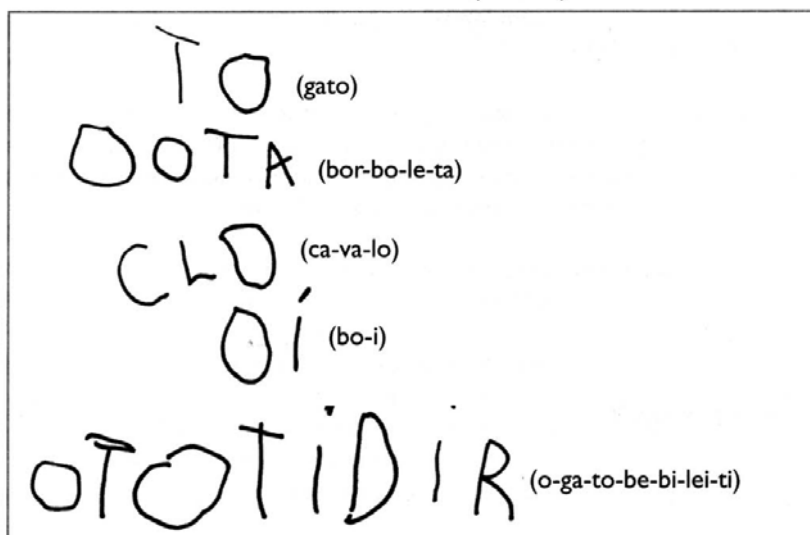 TO (gato)
OOTA (bor-bo-le-ta)
CLO (ca-va-lo)
OÍ (bo-i)
OTOTiDiR (o-ga-to-be-bi-lei-ti)